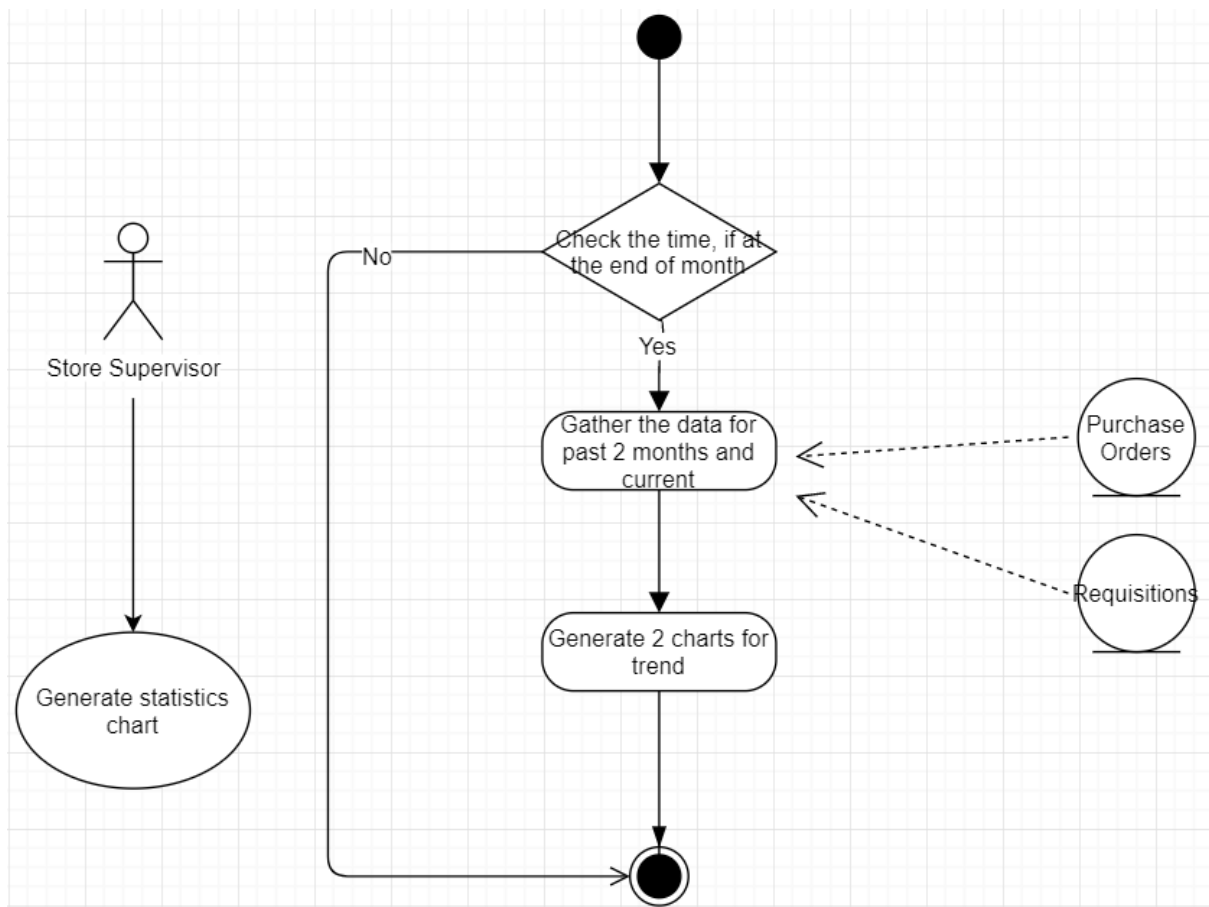 Check the time, if at
the end of month
No
Yes
Store Supervisor
Gather the data for
past 2 months and
current
Purchase
Orders
Requisitions
Generate 2 charts for
trend
Generate statistics
chart